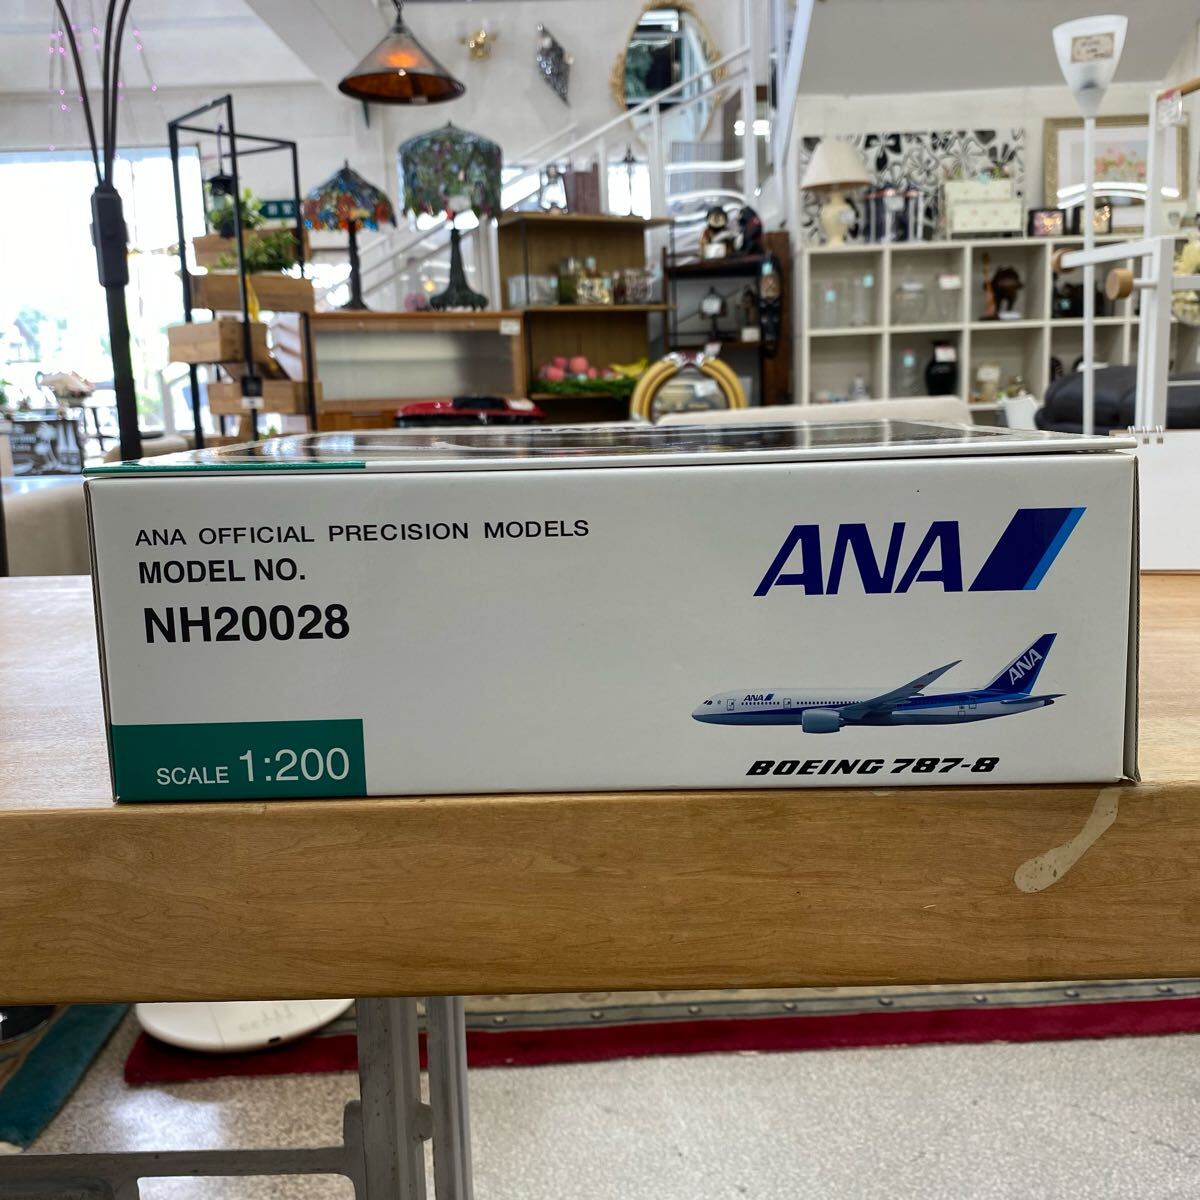 ANA OFFICIAL PRECISION MODELS
MODEL NO.
NH20028
SCALE 1:200
ANA
ANA
ANA
BOEING 787-8